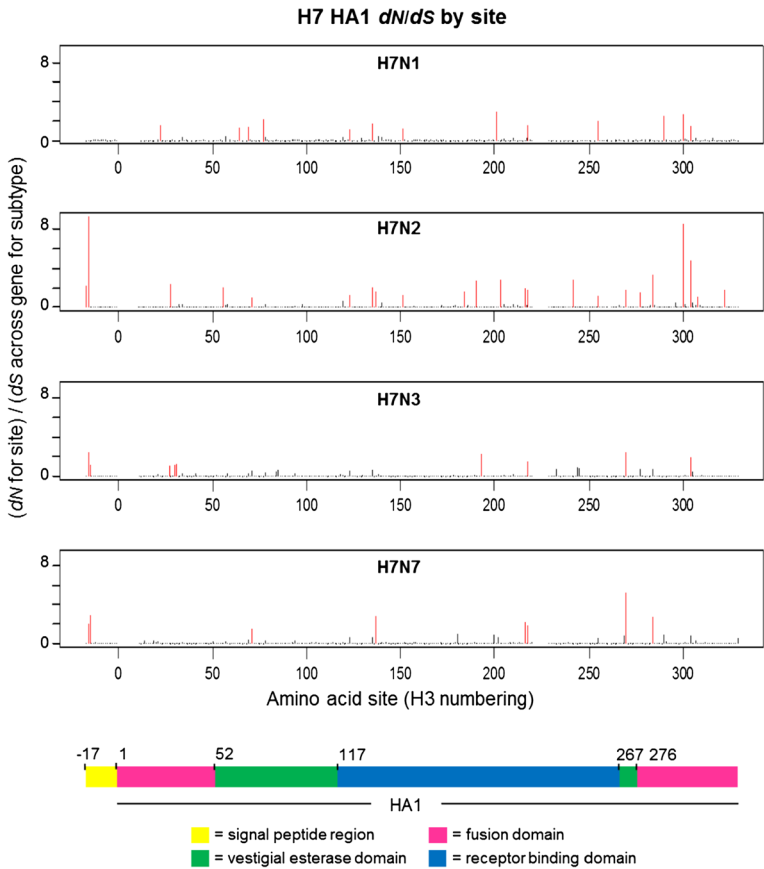 H7 HA1 dN/dS by site
(dN for site) / (dS across gene for subtype)
H7N1
8
0
0 50 100 150 200 250 300
H7N2
8
0
0 50 100 150 200 250 300
H7N3
8
0
0 50 100 150 200 250 300
H7N7
8
0
0 50 100 150 200 250 300
Amino acid site (H3 numbering)
-17 1 52 117 267 276
HA1
= signal peptide region = fusion domain
= vestigial esterase domain = receptor binding domain